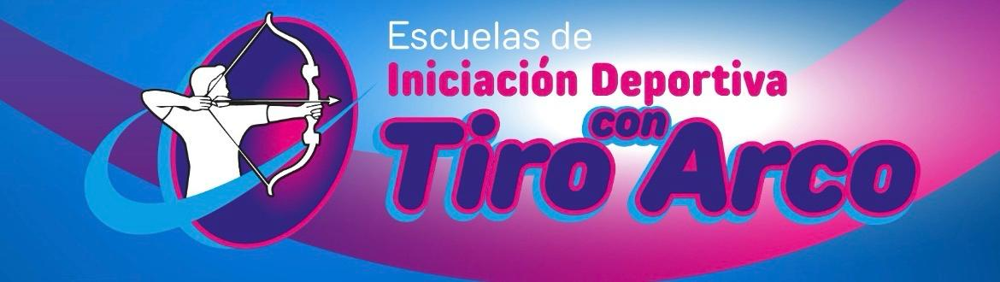 Escuelas de
Iniciación Deportiva
Tiro con Arco